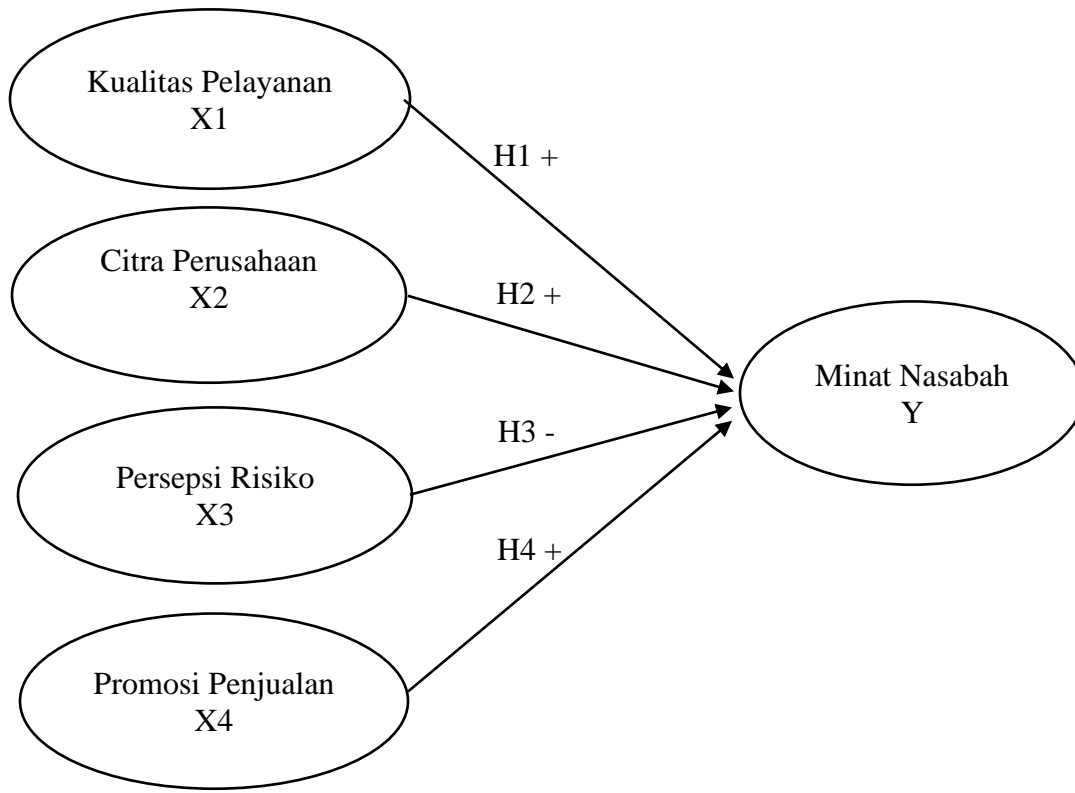 Kualitas Pelayanan
X1
H1 +
Citra Perusahaan
X2
H2 +
Minat Nasabah
Y
Persepsi Risiko
X3
H3 -
Promosi Penjualan
X4
H4 +